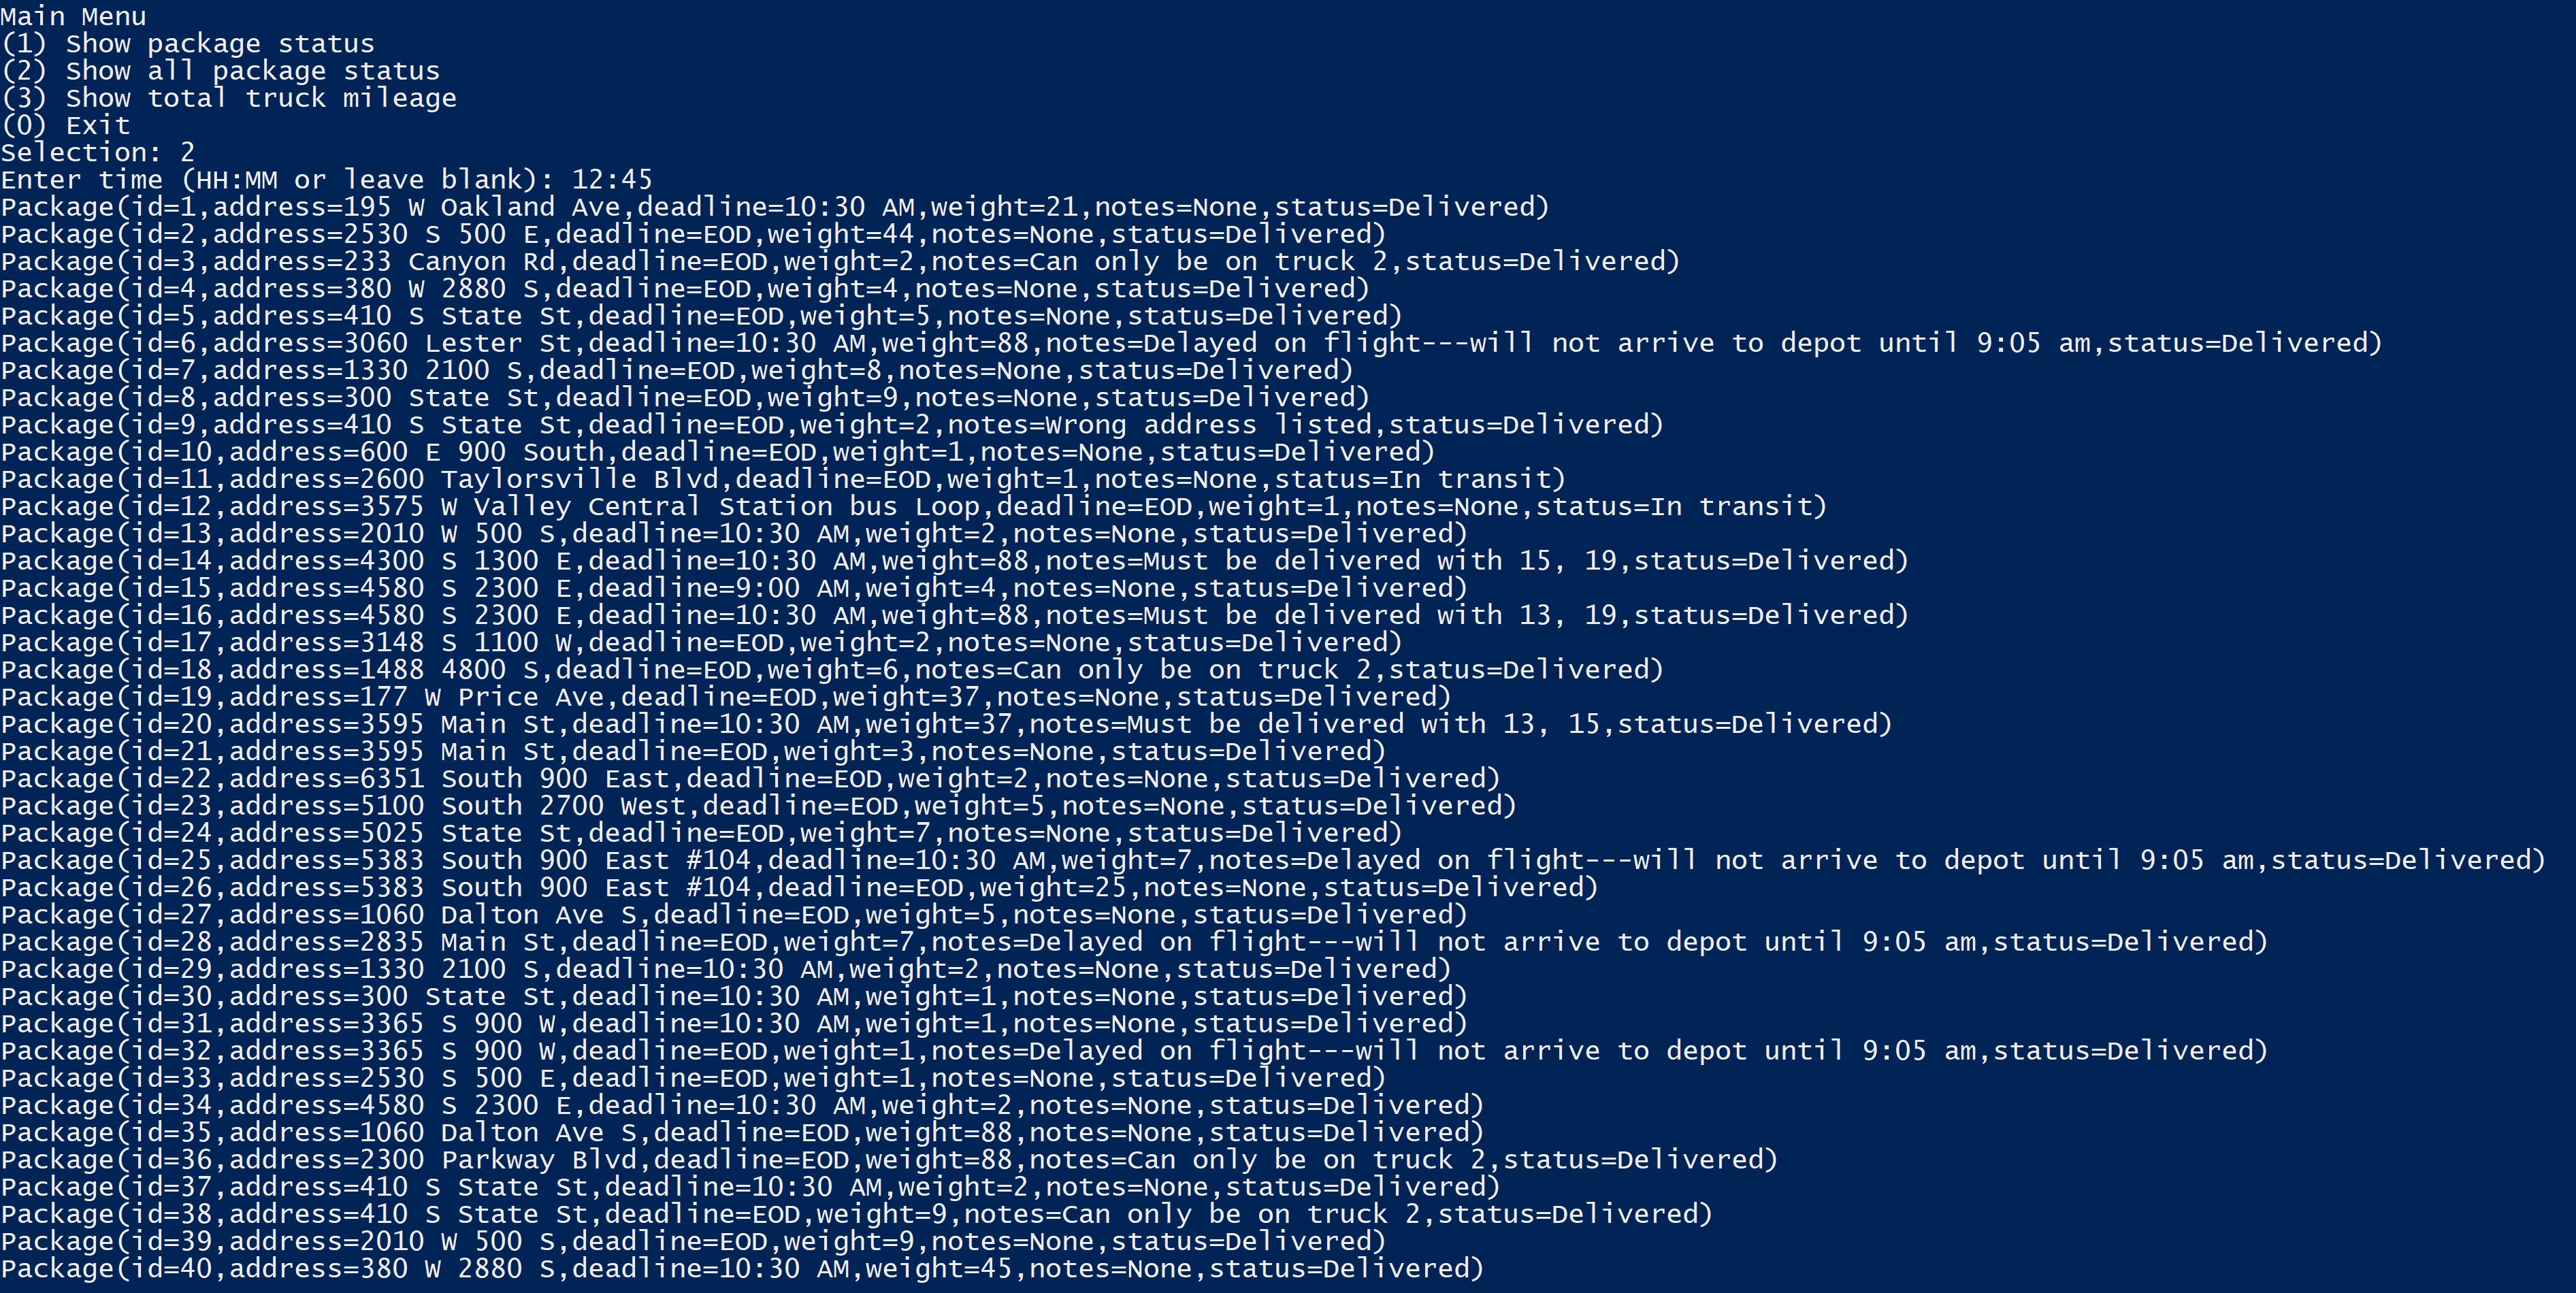 Main Menu
(1) Show package status
(2) Show all package status
(3) Show total truck mileage
(0) Exit
Selection: 2
Enter time (HH:MM or leave blank): 12:45
Package(id=1,address=195 W Oakland Ave,deadline=10:30 AM,weight=21,notes=None,status=Delivered)
Package(id=2,address=2530 S 500 E,deadline=EOD,weight=44,notes=None,status=Delivered)
Package(id=3,address=233 Canyon Rd,deadline=EOD,weight=2,notes=Can only be on truck 2,status=Delivered)
Package(id=4,address=380 W 2880 S,deadline=EOD,weight=4,notes=None,status=Delivered)
Package(id=5,address=410 S State St,deadline=EOD,weight=5,notes=None,status=Delivered)
Package(id=6,address=3060 Lester St,deadline=10:30 AM,weight=88,notes=Delayed on flight---will not arrive to depot until 9:05 am,status=Delivered)
Package(id=7,address=1330 2100 S,deadline=EOD,weight=8,notes=None,status=Delivered)
Package(id=8,address=300 State St,deadline=EOD,weight=9,notes=None,status=Delivered)
Package(id=9,address=410 S State St,deadline=EOD,weight=2,notes=Wrong address listed,status=Delivered)
Package(id=10,address=600 E 900 South,deadline=EOD,weight=1,notes=None,status=Delivered)
Package(id=11,address=2600 Taylorsville Blvd,deadline=EOD,weight=1,notes=None,status=In transit)
Package(id=12,address=3575 W Valley Central Station bus Loop,deadline=EOD,weight=1,notes=None,status=In transit)
Package(id=13,address=2010 W 500 S,deadline=10:30 AM,weight=2,notes=None,status=Delivered)
Package(id=14,address=4300 S 1300 E,deadline=10:30 AM,weight=88,notes=Must be delivered with 15, 19,status=Delivered)
Package(id=15,address=4580 S 2300 E,deadline=9:00 AM,weight=4,notes=None,status=Delivered)
Package(id=16,address=4580 S 2300 E,deadline=10:30 AM,weight=88,notes=Must be delivered with 13, 19,status=Delivered)
Package(id=17,address=3148 S 1100 W,deadline=EOD,weight=2,notes=None,status=Delivered)
Package(id=18,address=1488 4800 S,deadline=EOD,weight=6,notes=Can only be on truck 2,status=Delivered)
Package(id=19,address=177 W Price Ave,deadline=EOD,weight=37,notes=None,status=Delivered)
Package(id=20,address=3595 Main St,deadline=10:30 AM,weight=37,notes=Must be delivered with 13, 15,status=Delivered)
Package(id=21,address=3595 Main St,deadline=EOD,weight=3,notes=None,status=Delivered)
Package(id=22,address=6351 South 900 East,deadline=EOD,weight=2,notes=None,status=Delivered)
Package(id=23,address=5100 South 2700 West,deadline=EOD,weight=5,notes=None,status=Delivered)
Package(id=24,address=5025 State St,deadline=EOD,weight=7,notes=None,status=Delivered)
Package(id=25,address=5383 South 900 East #104,deadline=10:30 AM,weight=7,notes=Delayed on flight---will not arrive to depot until 9:05 am,status=Delivered)
Package(id=26,address=5383 South 900 East #104,deadline=EOD,weight=25,notes=None,status=Delivered)
Package(id=27,address=1060 Dalton Ave S,deadline=EOD,weight=5,notes=None,status=Delivered)
Package(id=28,address=2835 Main St,deadline=EOD,weight=7,notes=Delayed on flight---will not arrive to depot until 9:05 am,status=Delivered)
Package(id=29,address=1330 2100 S,deadline=10:30 AM,weight=2,notes=None,status=Delivered)
Package(id=30,address=300 State St,deadline=10:30 AM,weight=1,notes=None,status=Delivered)
Package(id=31,address=3365 S 900 W,deadline=10:30 AM,weight=1,notes=None,status=Delivered)
Package(id=32,address=3365 S 900 W,deadline=EOD,weight=1,notes=Delayed on flight---will not arrive to depot until 9:05 am,status=Delivered)
Package(id=33,address=2530 S 500 E,deadline=EOD,weight=1,notes=None,status=Delivered)
Package(id=34,address=4580 S 2300 E,deadline=10:30 AM,weight=2,notes=None,status=Delivered)
Package(id=35,address=1060 Dalton Ave S,deadline=EOD,weight=88,notes=None,status=Delivered)
Package(id=36,address=2300 Parkway Blvd,deadline=EOD,weight=88,notes=Can only be on truck 2,status=Delivered)
Package(id=37,address=410 S State St,deadline=10:30 AM,weight=2,notes=None,status=Delivered)
Package(id=38,address=410 S State St,deadline=EOD,weight=9,notes=Can only be on truck 2,status=Delivered)
Package(id=39,address=2010 W 500 S,deadline=EOD,weight=9,notes=None,status=Delivered)
Package(id=40,address=380 W 2880 S,deadline=10:30 AM,weight=45,notes=None,status=Delivered)